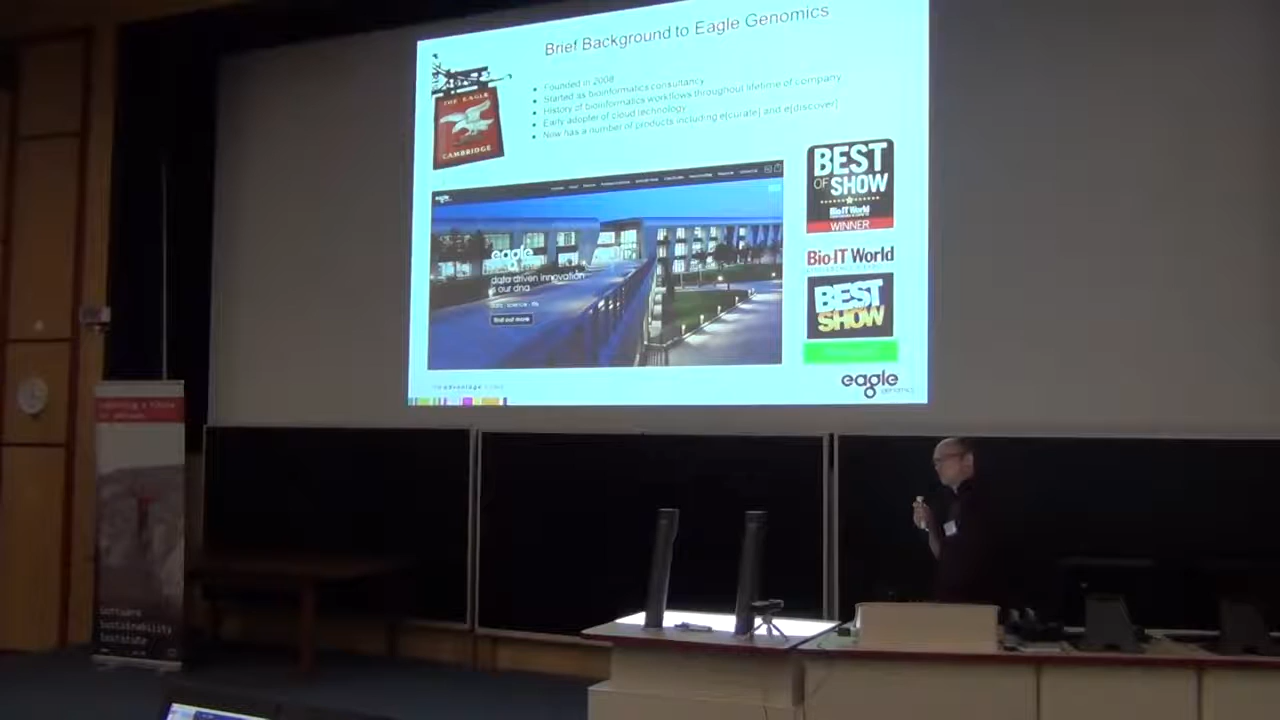 Brief Background to Eagle Genomics
THE EAGLE
CAMBRIDGE
Founded in 2008
Started as bioinformatics consultancy
History of bioinformatics workflows throughout lifetime of company
Early adopter of cloud technology
Now has a number of products including e[curate] and e[discover]
eagle
eagle
data driven innovation
is our dna
find out more
BEST
OF SHOW
Bio·IT World
WINNER
Bio·IT World
BEST
SHOW
eagle
genomics
Software
Sustainability
Institute